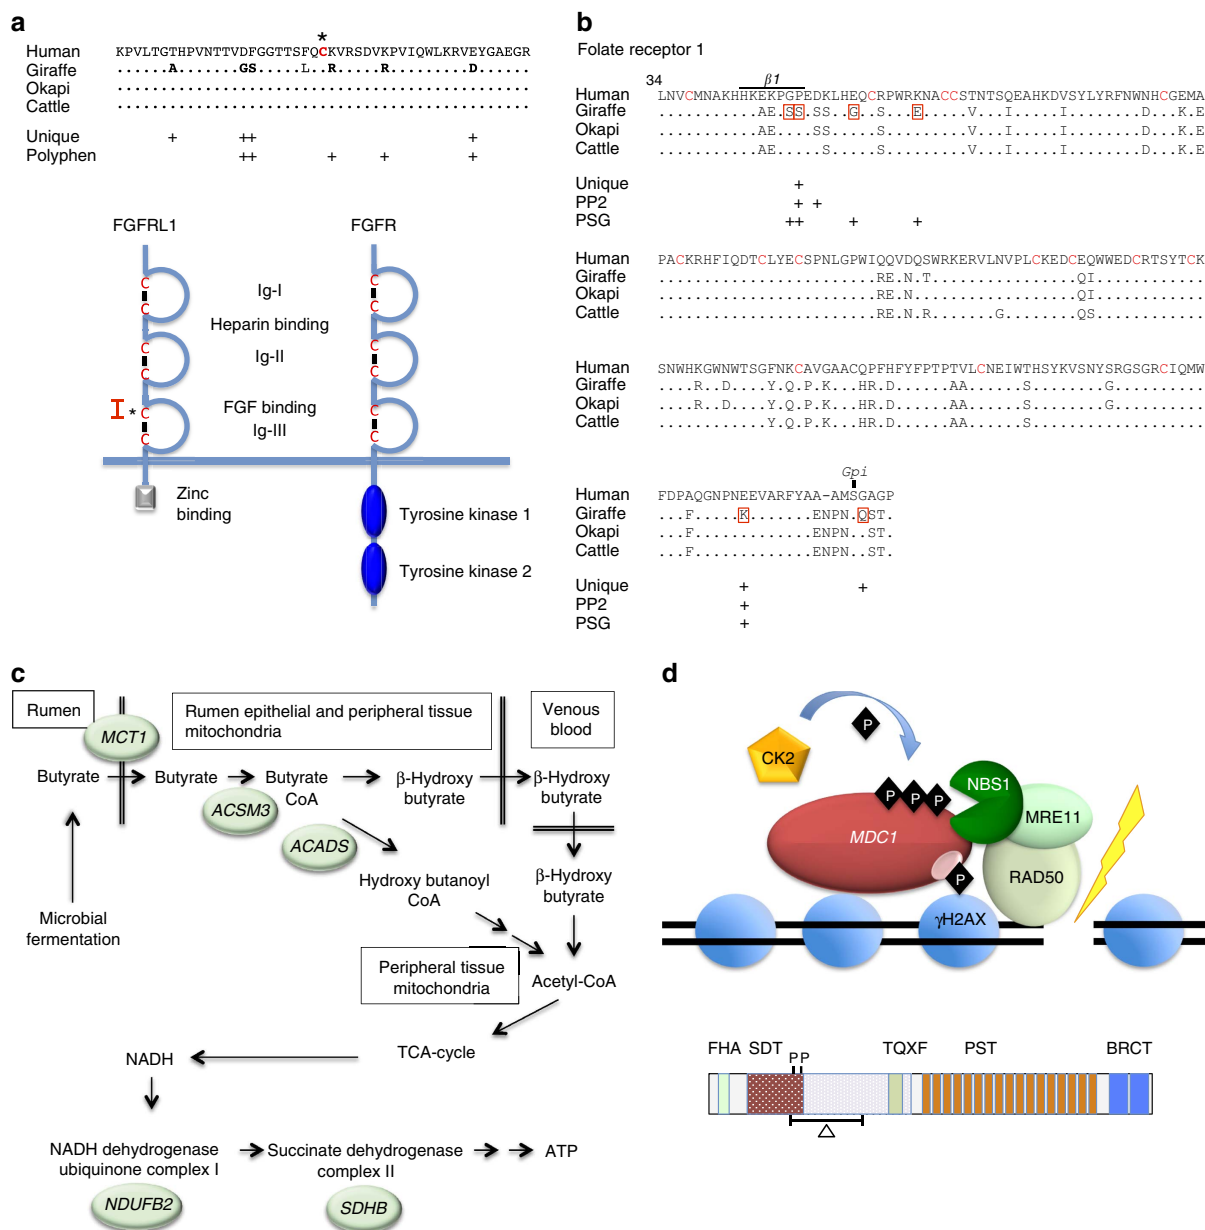 a
*
Human KPVLTGTHPVNTTVDFGGTTSFQCKVRSDVKPVIQWLKRVEYGAEGR
Giraffe ......A.......GS.....L..R.....R.........D......
Okapi ...............................................
Cattle ...............................................
Unique + ++ +
Polyphen ++ + + +
FGFRL1 FGFR
C
C
C
C
Ig-I
Heparin binding
C
C
C
C
Ig-II
FGF binding
Ig-III
*
C
C
C
C
Zinc
binding
Tyrosine kinase 1
Tyrosine kinase 2
b
Folate receptor 1
34 β1
Human LNVCMNAKHHKEKPGPEDKLHEQCRPWRKNACCSTNTSQEAHKDVSYLYRFNWNHCGEMA
Giraffe ...........AE.SS.SS..G..S...E.....V...I.....I........D...K.E
Okapi ...........AE....SS.....S.........V...I.....I........D...K.E
Cattle ...........AE....SS.....S.........V...I.....I........D...K.E
Unique +
PP2 + +
PSG ++ + +
Human PACKRHFIQDTCLYECSPNLGPWIQQVDQSWRKERVLNVPLCKEDCEQWWEDCRTSYTCK
Giraffe ........................RE.N.T................QI............
Okapi ........................RE.N..................QI............
Cattle ........................RE.N.R.......G........QS............
Human SNWHKGWNWTSGFNKCAVGAACQPFHFYFPTPTVLCNEIWTHSYKVSNYSRGSGRCIQMW
Giraffe ....R..D....Y.Q.P.K...HR.D......AA......S........G..........
Okapi ....R..D....Y.Q.P.K...HR.D......AA......S........G..........
Cattle ............Y.Q.P.K...HR.D......AA......S...................
Gpi
Human FDPAQGNPNEEVARFYAA-AMSGAGP
Giraffe ...F.....K.......ENPN.QST.
Okapi ...F.............ENPN..ST.
Cattle ...F.............ENPN..ST.
Unique + +
PP2 +
PSG +
c
Rumen
MCT1
Rumen epithelial and peripheral tissue
mitochondria
Venous
blood
Butyrate Butyrate Butyrate
CoA
β-Hydroxy
butyrate
β-Hydroxy
butyrate
ACSM3
ACADS
Hydroxy butanoyl
CoA
β-Hydroxy
butyrate
Microbial
fermentation
Peripheral tissue
mitochondria
Acetyl-CoA
TCA-cycle
NADH
NADH dehydrogenase
ubiquinone complex I
Succinate dehydrogenase
complex II
ATP
NDUFB2
SDHB
d
P
CK2
P P P
NBS1
MRE11
MDC1
P
RAD50
γH2AX
FHA SDT TQXF PST BRCT
PP